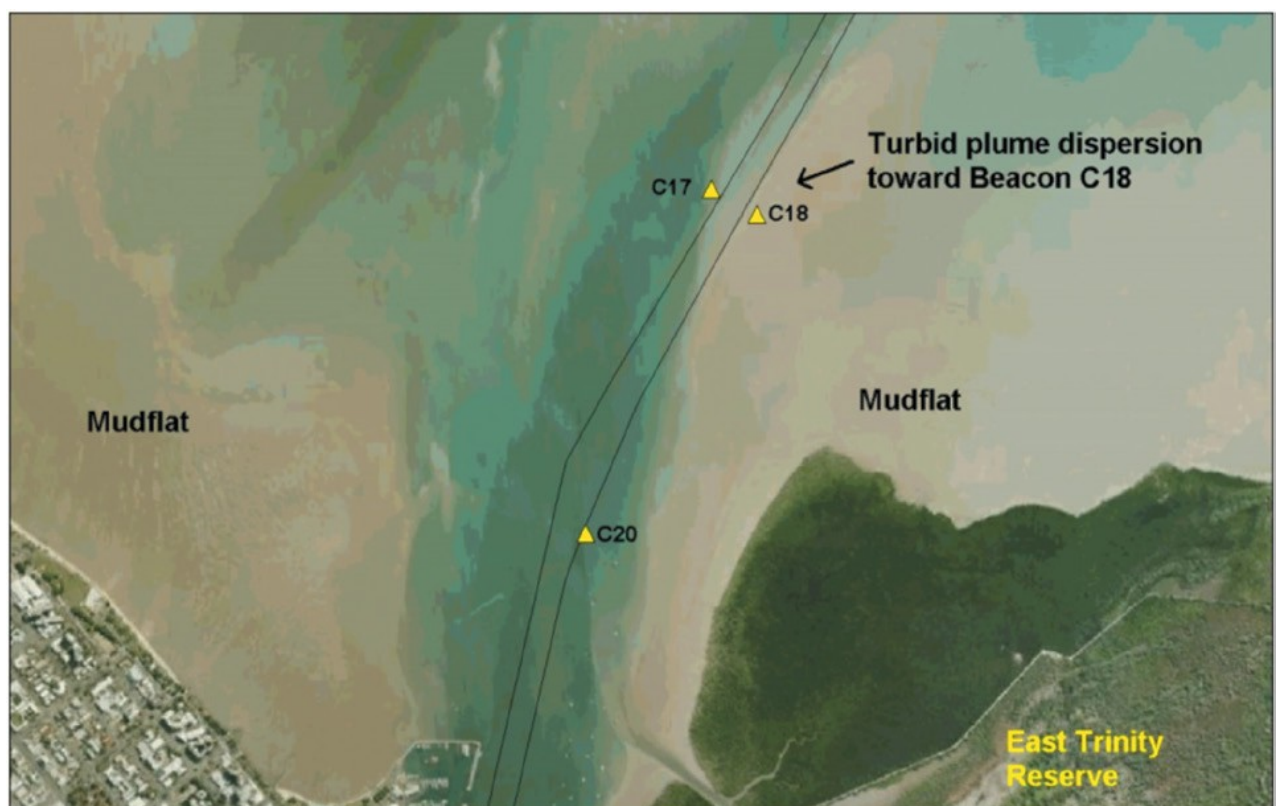 Turbid plume dispersion
toward Beacon C18
C17
C18
Mudflat
Mudflat
C20
East Trinity
Reserve